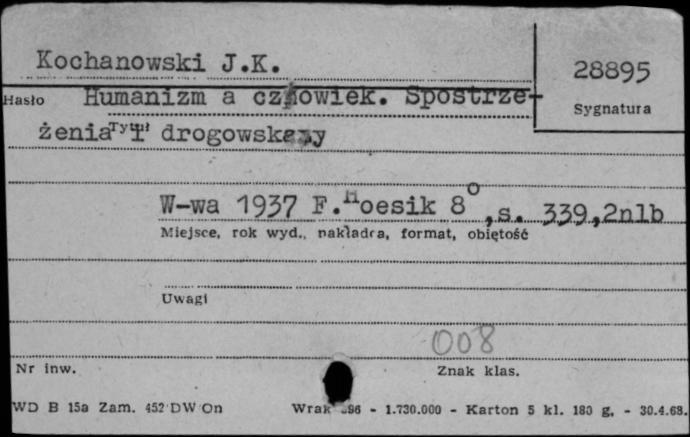 Kochanowski J.K.
28895
Hasło Humanizm a człowiek. Spostrze-
Sygnatura
żenia Tytuł i drogowskazy
W-wa 1937 F.Hoesik 8°, s. 339, 2nlb
Miejsce, rok wyd., nakładca, format, objętość
Uwagi
008
Nr inw. Znak klas.
WD B 15a Zam. 452 DW On Wrak 96 - 1.730.000 - Karton 5 kl. 180 g. - 30.4.68.